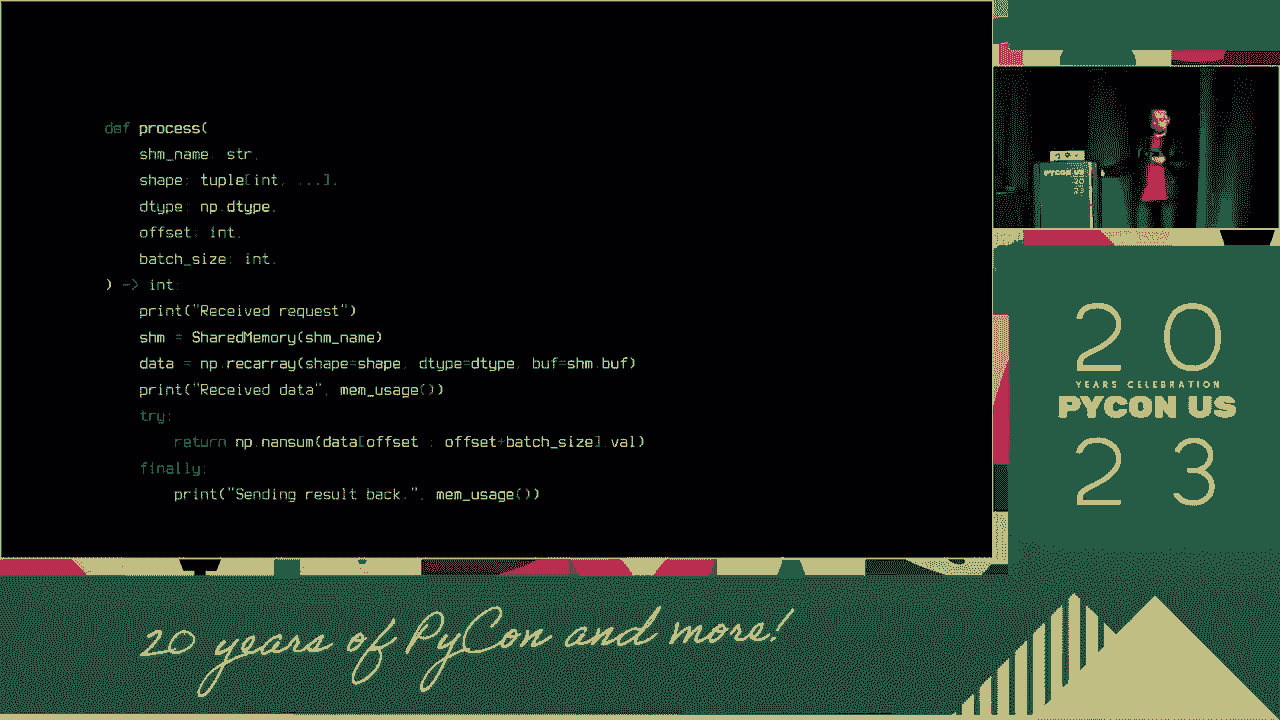 def process(
    shm_name: str,
    shape: tuple[int, ...],
    dtype: np.dtype,
    offset: int,
    batch_size: int,
) -> int:
    print("Received request")
    shm = SharedMemory(shm_name)
    data = np.recarray(shape=shape, dtype=dtype, buf=shm.buf)
    print("Received data", mem_usage())
    try:
        return np.nansum(data[offset : offset+batch_size].val)
    finally:
        print("Sending result back.", mem_usage())
PYCON US
20
YEARS CELEBRATION
PYCON US
23
20 years of PyCon and more!